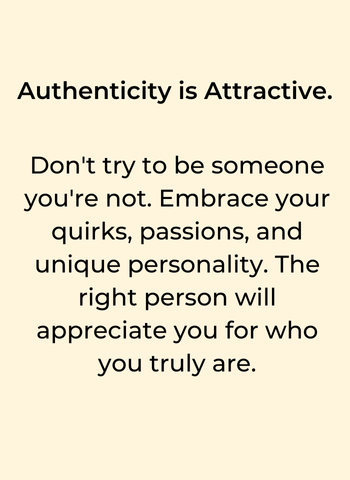 Authenticity is Attractive.
Don't try to be someone
you're not. Embrace your
quirks, passions, and
unique personality. The
right person will
appreciate you for who
you truly are.